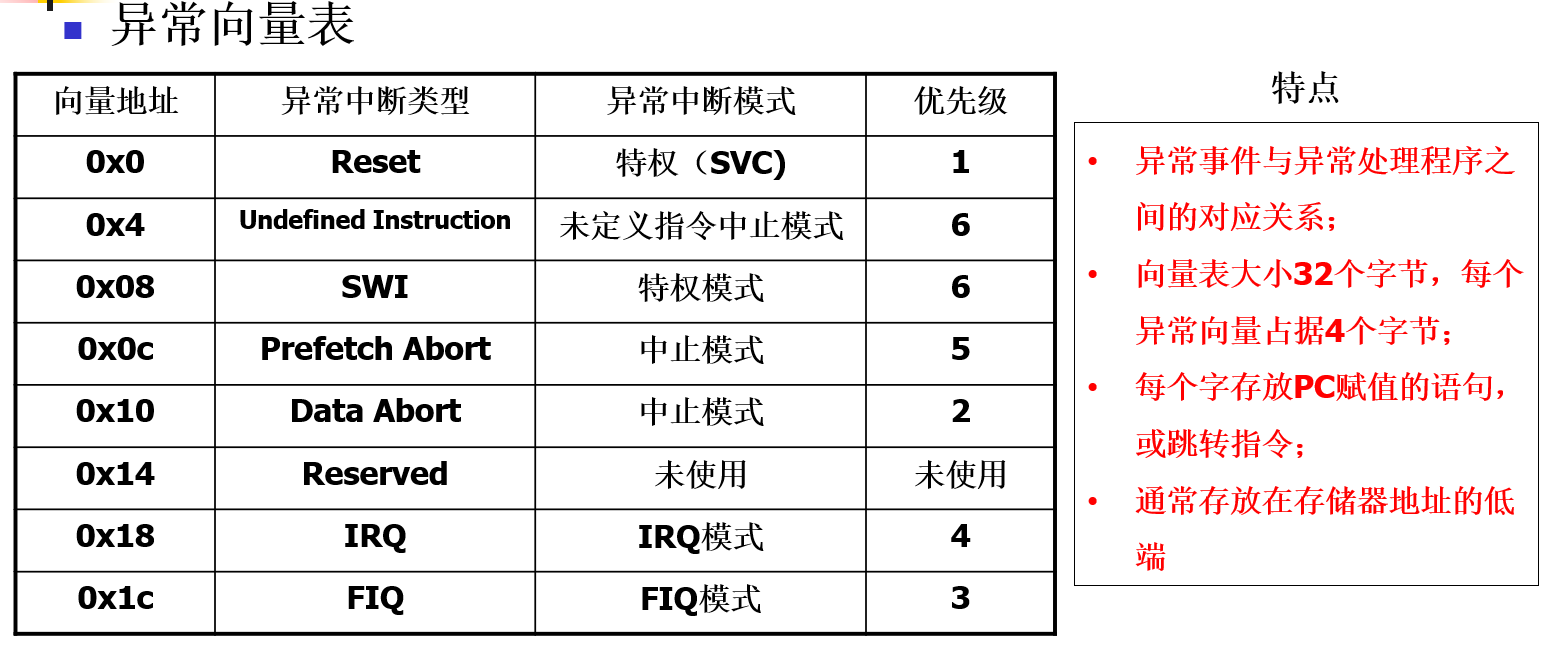 异常向量表
向量地址 异常中断类型 异常中断模式 优先级
0x0 Reset 特权（SVC) 1
0x4 Undefined Instruction 未定义指令中止模式 6
0x08 SWI 特权模式 6
0x0c Prefetch Abort 中止模式 5
0x10 Data Abort 中止模式 2
0x14 Reserved 未使用 未使用
0x18 IRQ IRQ模式 4
0x1c FIQ FIQ模式 3
特点
• 异常事件与异常处理程序之
间的对应关系；
• 向量表大小32个字节，每个
异常向量占据4个字节；
• 每个字存放PC赋值的语句，
或跳转指令；
• 通常存放在存储器地址的低
端